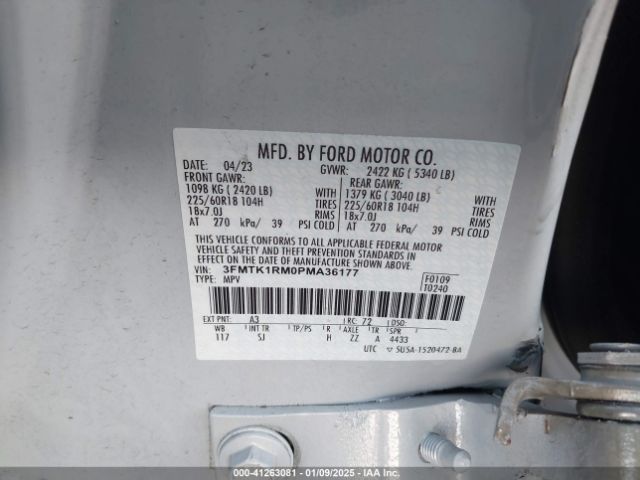 MFD. BY FORD MOTOR CO.
DATE: 04/23 GVWR: 2422 KG ( 5340 LB)
FRONT GAWR: REAR GAWR:
1098 KG ( 2420 LB) WITH 1379 KG ( 3040 LB) WITH
225/60R18 104H TIRES 225/60R18 104H TIRES
18x7.0J RIMS 18x7.0J RIMS
AT 270 kPa/ 39 PSI COLD AT 270 kPa/ 39 PSI COLD
THIS VEHICLE CONFORMS TO ALL APPLICABLE FEDERAL MOTOR
VEHICLE SAFETY AND THEFT PREVENTION STANDARDS IN
EFFECT ON THE DATE OF MANUFACTURE SHOWN ABOVE.
VIN: 3FMTK1RM0PMA36177 F0109
TYPE: MPV T0240
EXT PNT: A3 RC: 72 DSO:
WB INT TR TP/PS R AXLE TR SPR
117 SJ H ZZ A 4433
UTC ▽ 5U5A-1520472-BA
000-41263081 - 01/09/2025 - IAAI.COM